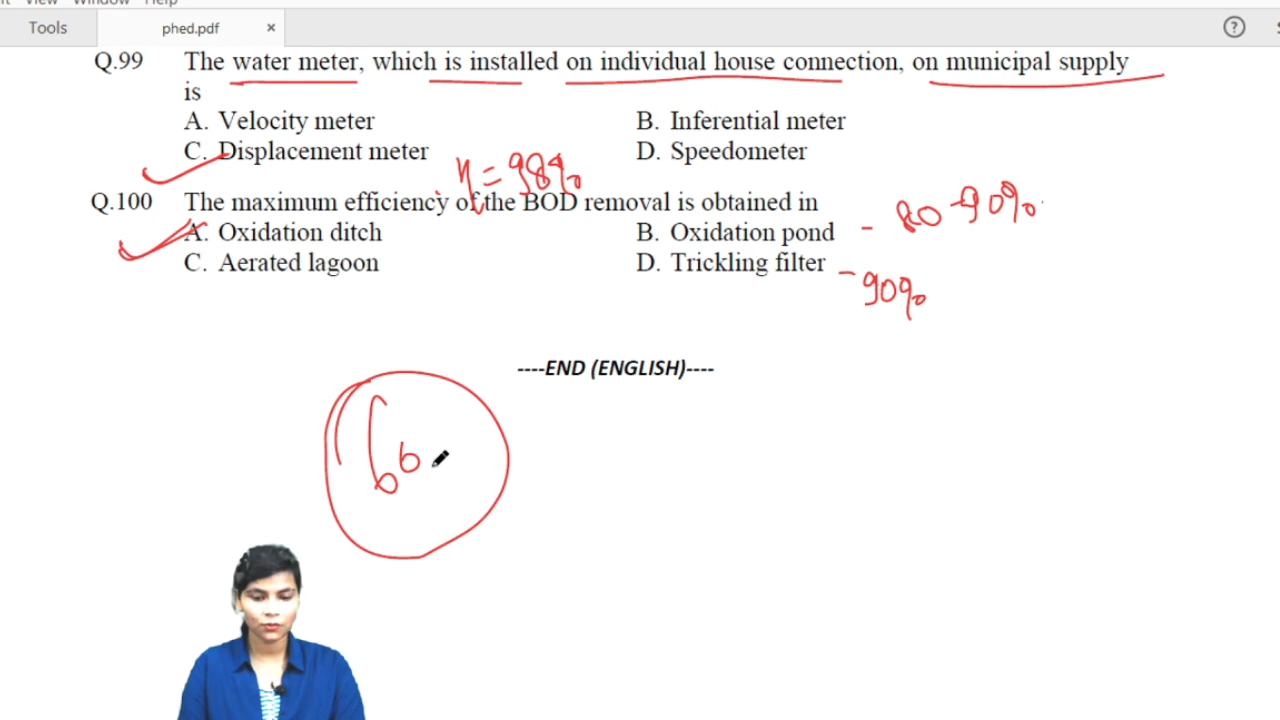 Tools
phed.pdf
×
?
Q.99 The water meter, which is installed on individual house connection, on municipal supply
is
A. Velocity meter B. Inferential meter
C. Displacement meter D. Speedometer
η = 98%
Q.100 The maximum efficiency of the BOD removal is obtained in
A. Oxidation ditch B. Oxidation pond - 80-90%
C. Aerated lagoon D. Trickling filter - 90%
----END (ENGLISH)----
66